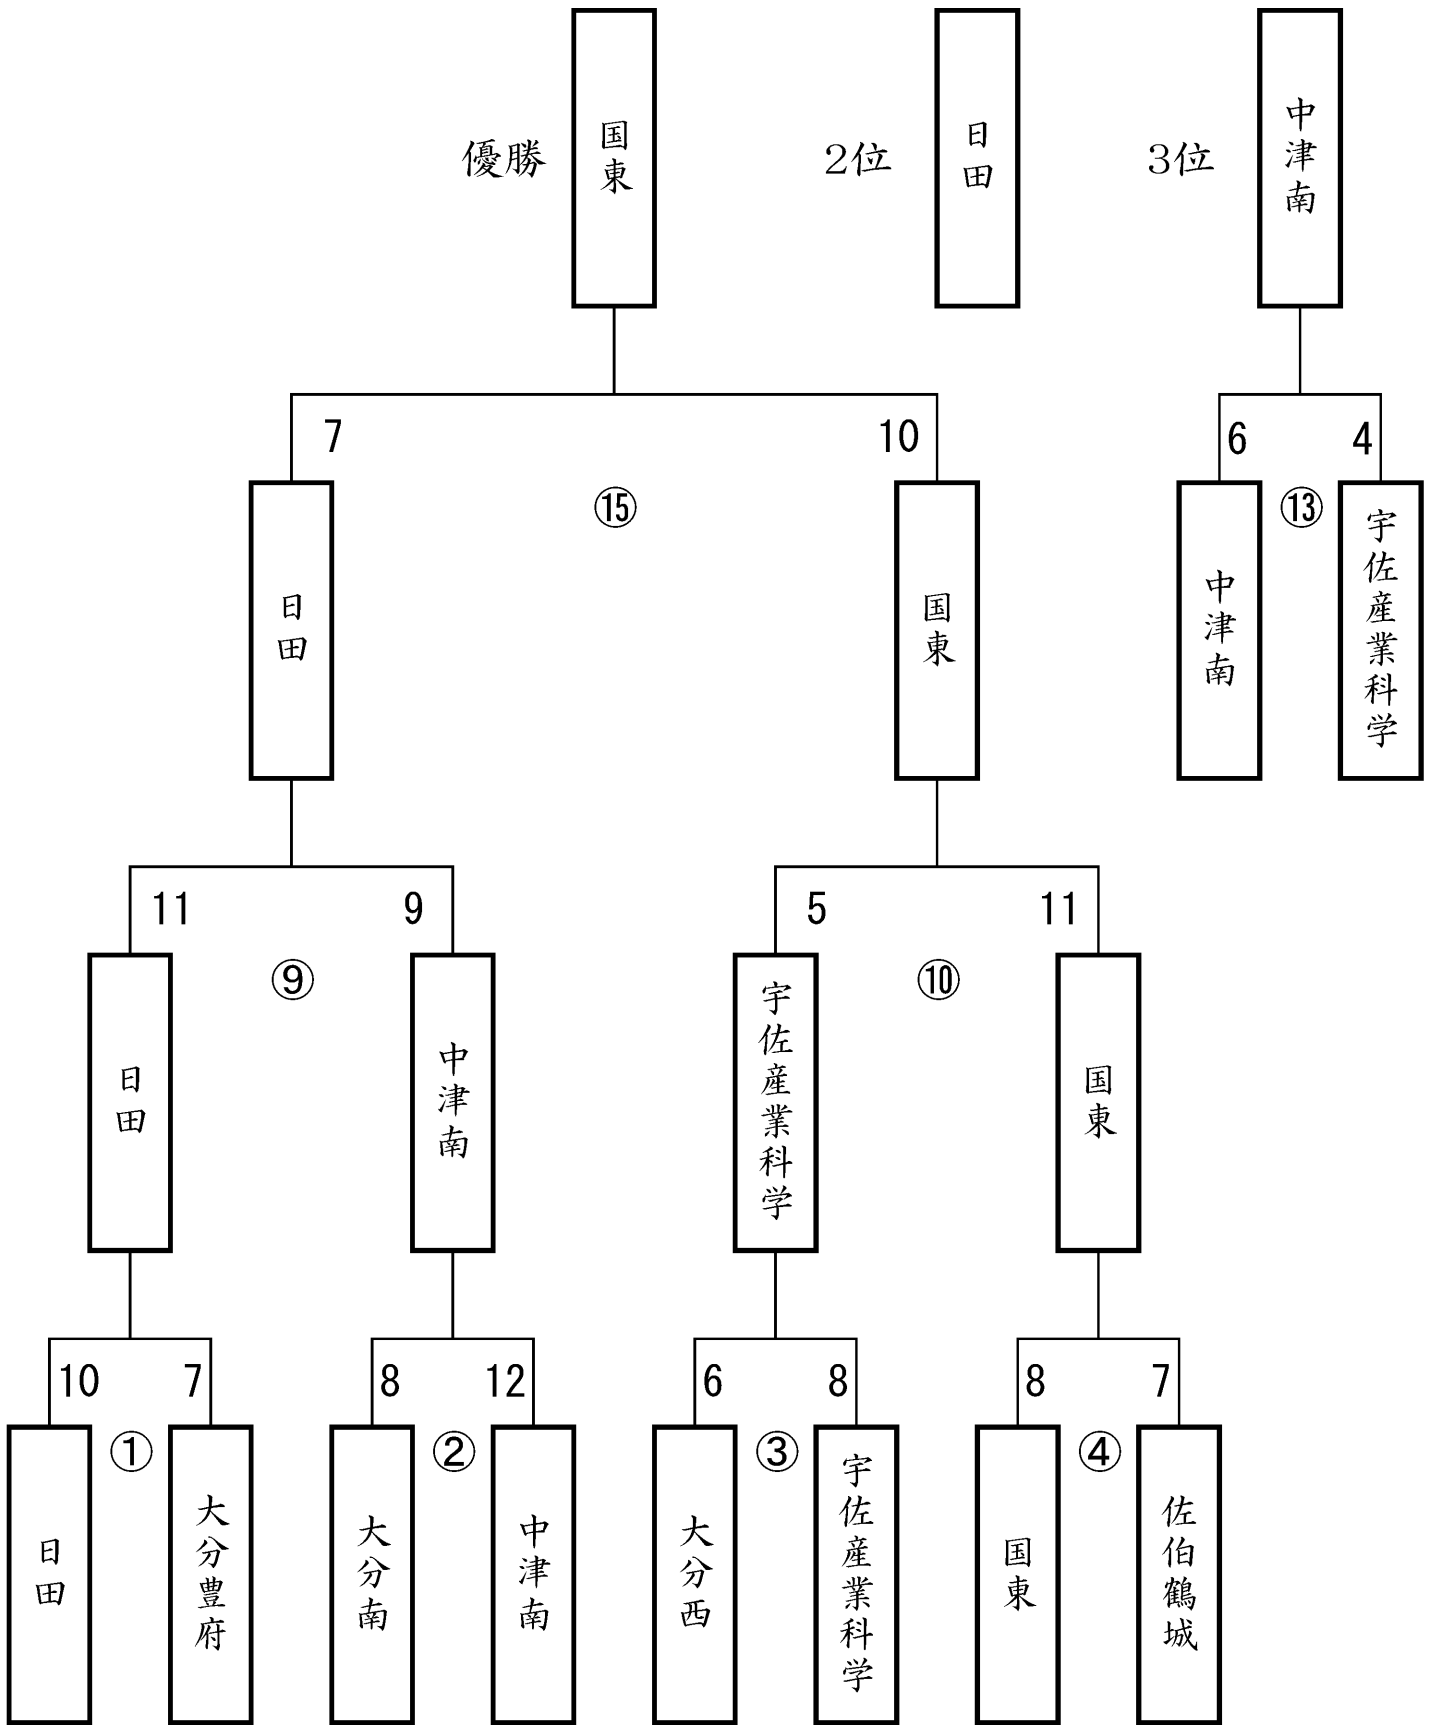 優勝
国東
2位
日田
3位
中津南
7
10
6
4
⑮
⑬
日田
国東
中津南
宇佐産業科学
11
9
5
11
⑨
⑩
日田
中津南
宇佐産業科学
国東
10
7
8
12
6
8
8
7
①
②
③
④
日田
大分豊府
大分南
中津南
大分西
宇佐産業科学
国東
佐伯鶴城